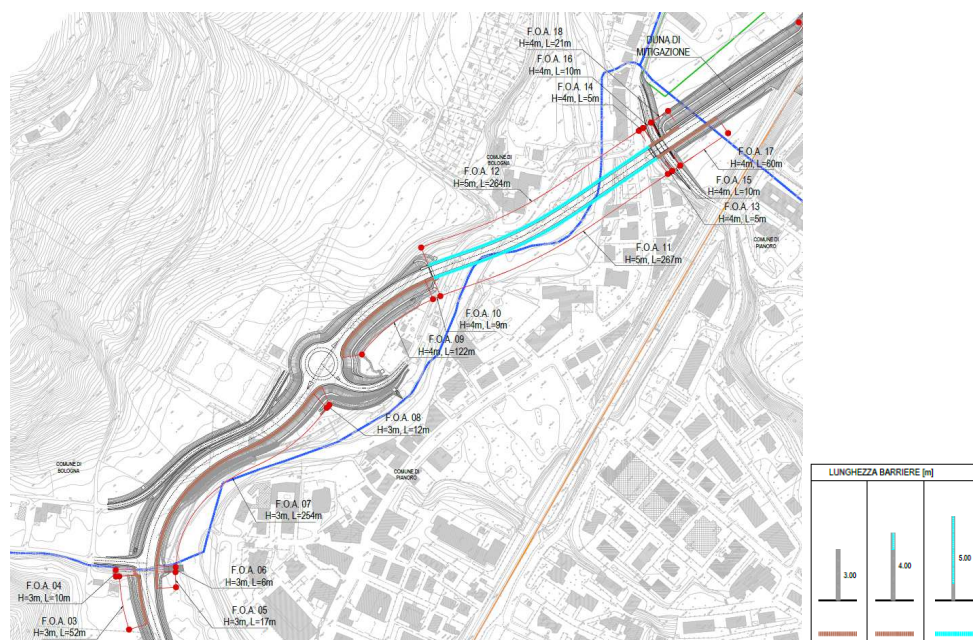 F.O.A. 18
H=4m, L=21m
F.O.A. 16
H=4m, L=10m
F.O.A. 14
H=4m, L=5m
DUNA DI
MITIGAZIONE
COMUNE DI
BOLOGNA
F.O.A. 12
H=5m, L=264m
F.O.A. 17
H=4m, L=60m
F.O.A. 15
H=4m, L=10m
F.O.A. 13
H=4m, L=5m
COMUNE DI
PIANORO
F.O.A. 11
H=5m, L=267m
F.O.A. 10
H=4m, L=9m
F.O.A. 09
H=4m, L=122m
F.O.A. 08
H=3m, L=12m
COMUNE DI
BOLOGNA
COMUNE DI
PIANORO
F.O.A. 07
H=3m, L=254m
F.O.A. 06
H=3m, L=6m
F.O.A. 04
H=3m, L=10m
F.O.A. 05
H=3m, L=17m
F.O.A. 03
H=3m, L=52m
LUNGHEZZA BARRIERE [m]
3.00
4.00
5.00